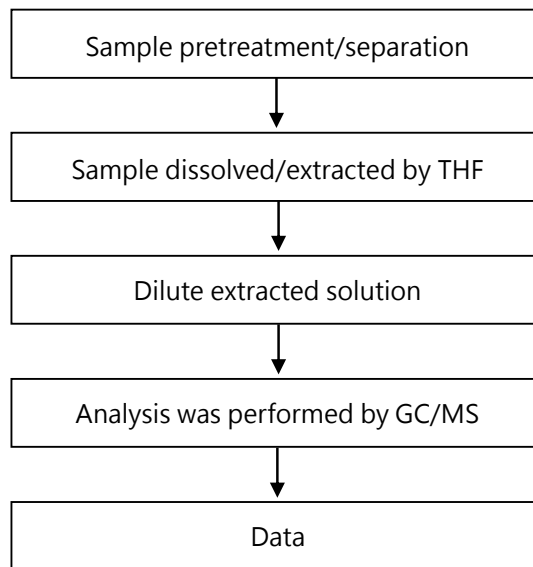 Sample pretreatment/separation
Sample dissolved/extracted by THF
Dilute extracted solution
Analysis was performed by GC/MS
Data